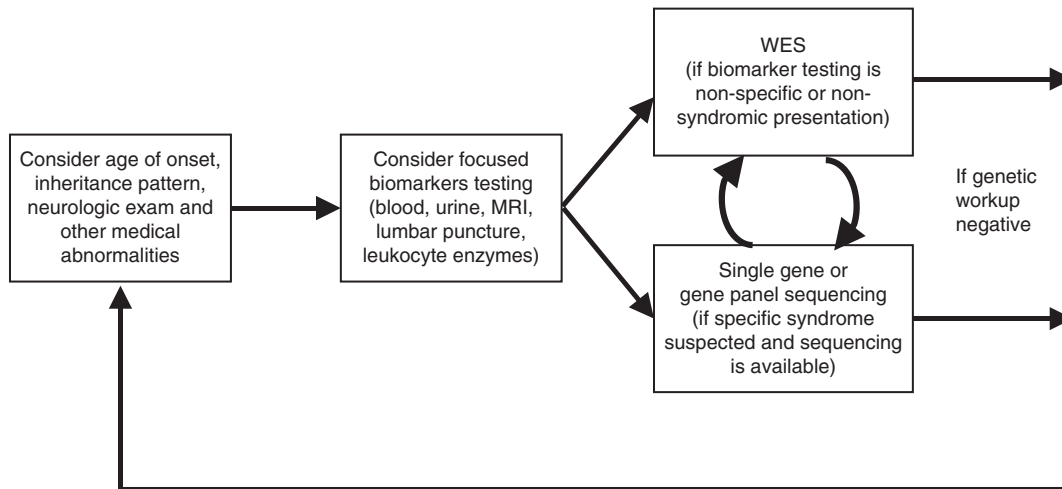 Consider age of onset,
inheritance pattern,
neurologic exam and
other medical
abnormalities
Consider focused
biomarkers testing
(blood, urine, MRI,
lumbar puncture,
leukocyte enzymes)
WES
(if biomarker testing is
non-specific or non-
syndromic presentation)
Single gene or
gene panel sequencing
(if specific syndrome
suspected and sequencing
is available)
If genetic
workup
negative